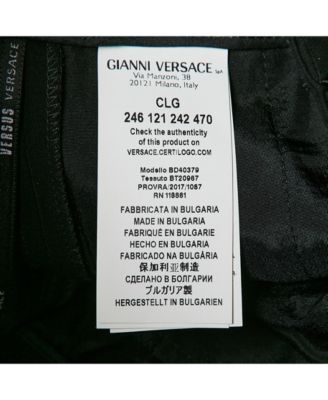 GIANNI VERSACE SpA
Via Manzoni, 38
20121 Milano, Italy
CLG
246 121 242 470
Check the authenticity
of this product on
VERSACE.CERTILOGO.COM
Modello BD40379
Tessuto BT20967
PROVRA/2017/1057
RN 118881
FABBRICATA IN BULGARIA
MADE IN BULGARIA
FABRIQUÉ EN BULGARIE
HECHO EN BULGARIA
FABRICADO NA BULGÁRIA
保加利亚制造
СДЕЛАНО В БОЛГАРИИ
ブルガリア製
HERGESTELLT IN BULGARIEN
VERSUS VERSACE